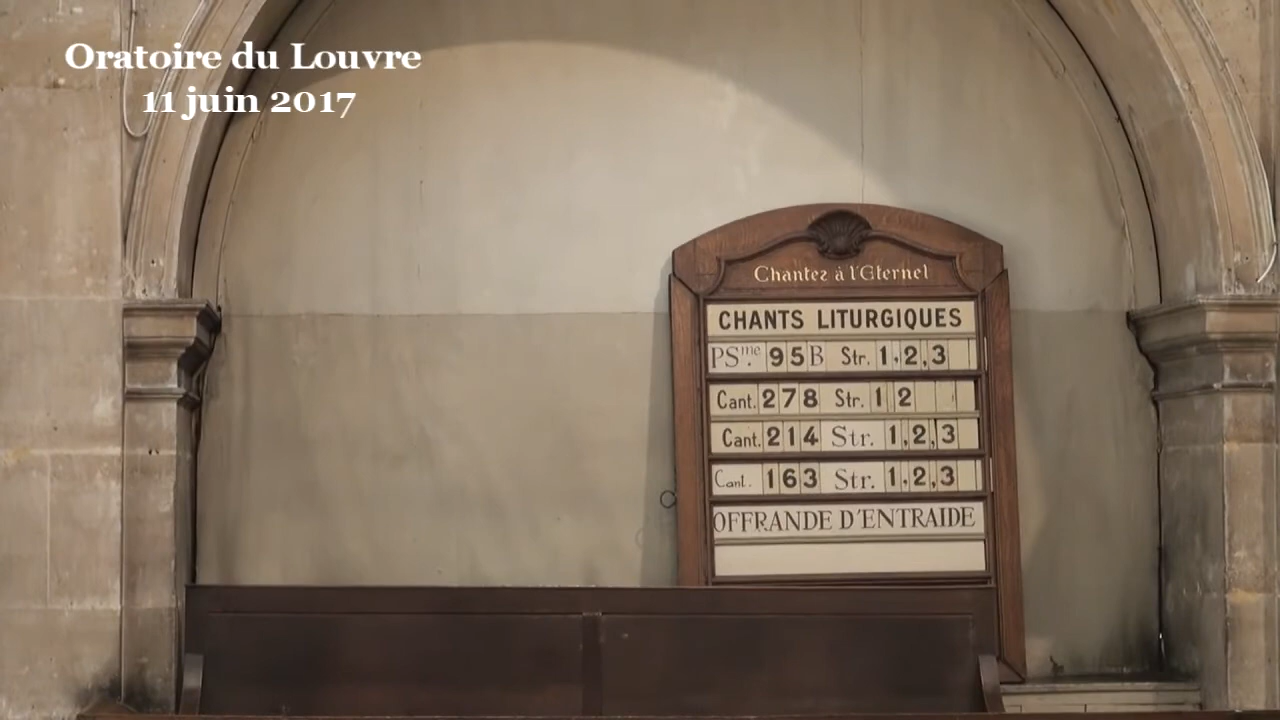 Oratoire du Louvre
11 juin 2017
Chantez à l'Eternel
CHANTS LITURGIQUES
PSme. 95B Str. 1,2,3
Cant. 278 Str. 1 2
Cant. 214 Str. 1,2,3
Cant. 163 Str. 1,2,3
OFFRANDE D'ENTRAIDE